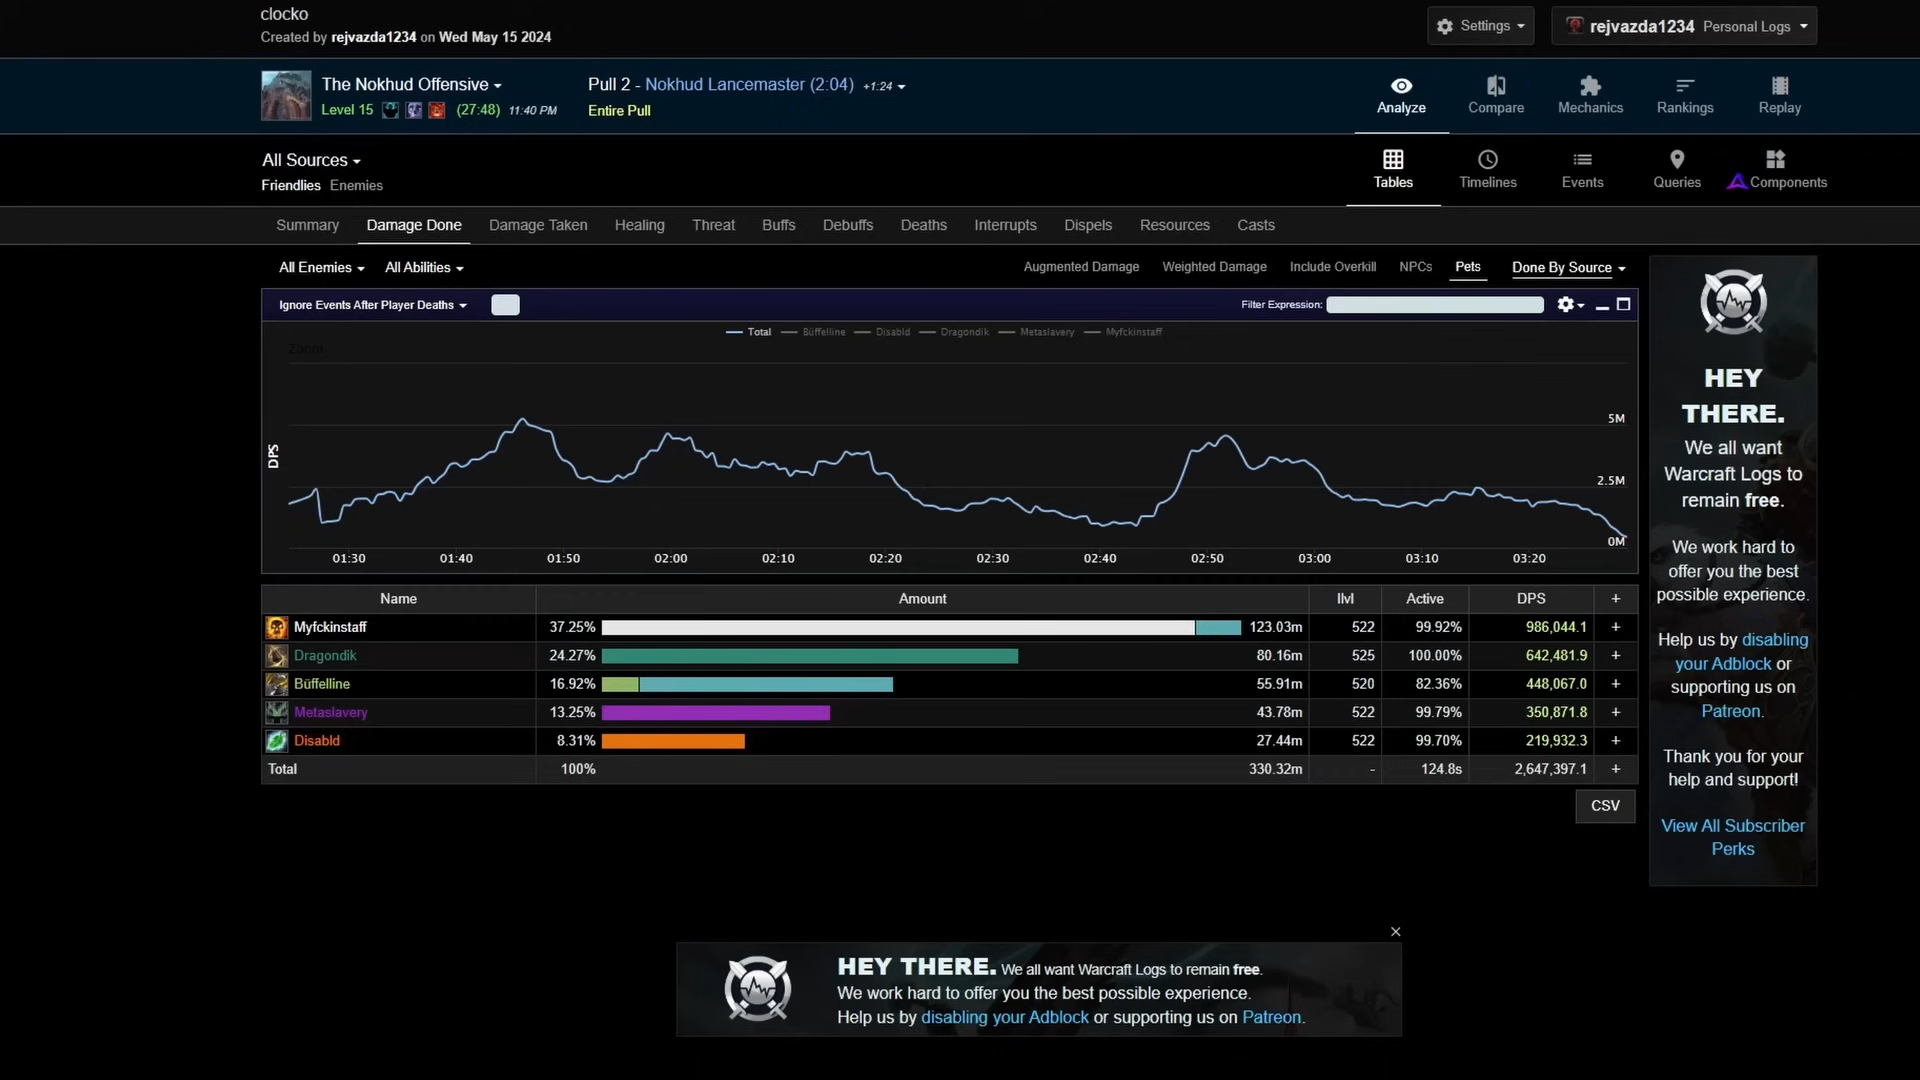 clocko
Created by rejvazda1234 on Wed May 15 2024
Settings
rejvazda1234 Personal Logs
The Nokhud Offensive
Level 15 (27:48) 11:40 PM
Pull 2 - Nokhud Lancemaster (2:04) +1:24
Entire Pull
Analyze Compare Mechanics Rankings Replay
All Sources
Friendlies Enemies
Tables Timelines Events Queries Components
Summary Damage Done Damage Taken Healing Threat Buffs Debuffs Deaths Interrupts Dispels Resources Casts
All Enemies All Abilities
Augmented Damage Weighted Damage Include Overkill NPCs Pets Done By Source
Ignore Events After Player Deaths
Filter Expression:
Total Büffelline Disabld Dragondik Metaslavery Myfckinstaff
Zoom
5M
2.5M
0M
DPS
01:30 01:40 01:50 02:00 02:10 02:20 02:30 02:40 02:50 03:00 03:10 03:20
Name Amount Ilvl Active DPS +
Myfckinstaff 37.25% 123.03m 522 99.92% 986,044.1 +
Dragondik 24.27% 80.16m 525 100.00% 642,481.9 +
Büffelline 16.92% 55.91m 520 82.36% 448,067.0 +
Metaslavery 13.25% 43.78m 522 99.79% 350,871.8 +
Disabld 8.31% 27.44m 522 99.70% 219,932.3 +
Total 100% 330.32m - 124.8s 2,647,397.1 +
CSV
HEY
THERE.
We all want
Warcraft Logs to
remain free.
We work hard to
offer you the best
possible experience.
Help us by disabling
your Adblock or
supporting us on
Patreon.
Thank you for your
help and support!
View All Subscriber
Perks
HEY THERE. We all want Warcraft Logs to remain free.
We work hard to offer you the best possible experience.
Help us by disabling your Adblock or supporting us on Patreon.